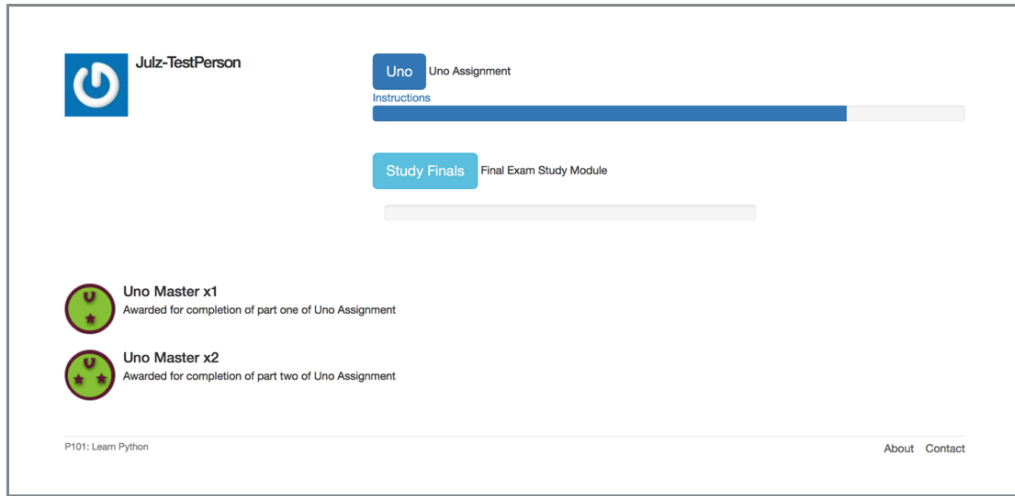 Julz-TestPerson
Uno
Uno Assignment
Instructions
Study Finals
Final Exam Study Module
Uno Master x1
Awarded for completion of part one of Uno Assignment
Uno Master x2
Awarded for completion of part two of Uno Assignment
P101: Learn Python
About Contact